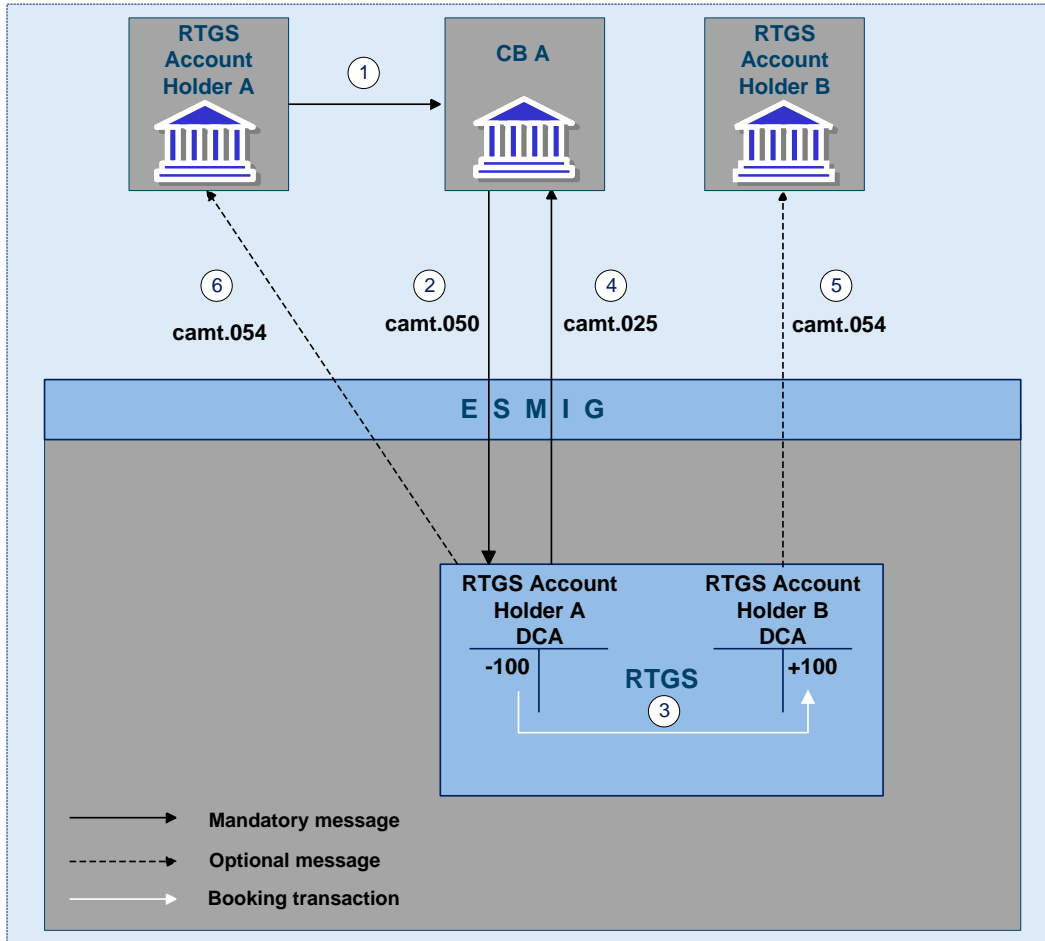 RTGS
Account
Holder A
CB A
RTGS
Account
Holder B
1
6
2
4
5
camt.054
camt.050
camt.025
camt.054
E S M I G
RTGS Account
Holder A
DCA
RTGS Account
Holder B
DCA
-100
+100
RTGS
3
Mandatory message
Optional message
Booking transaction